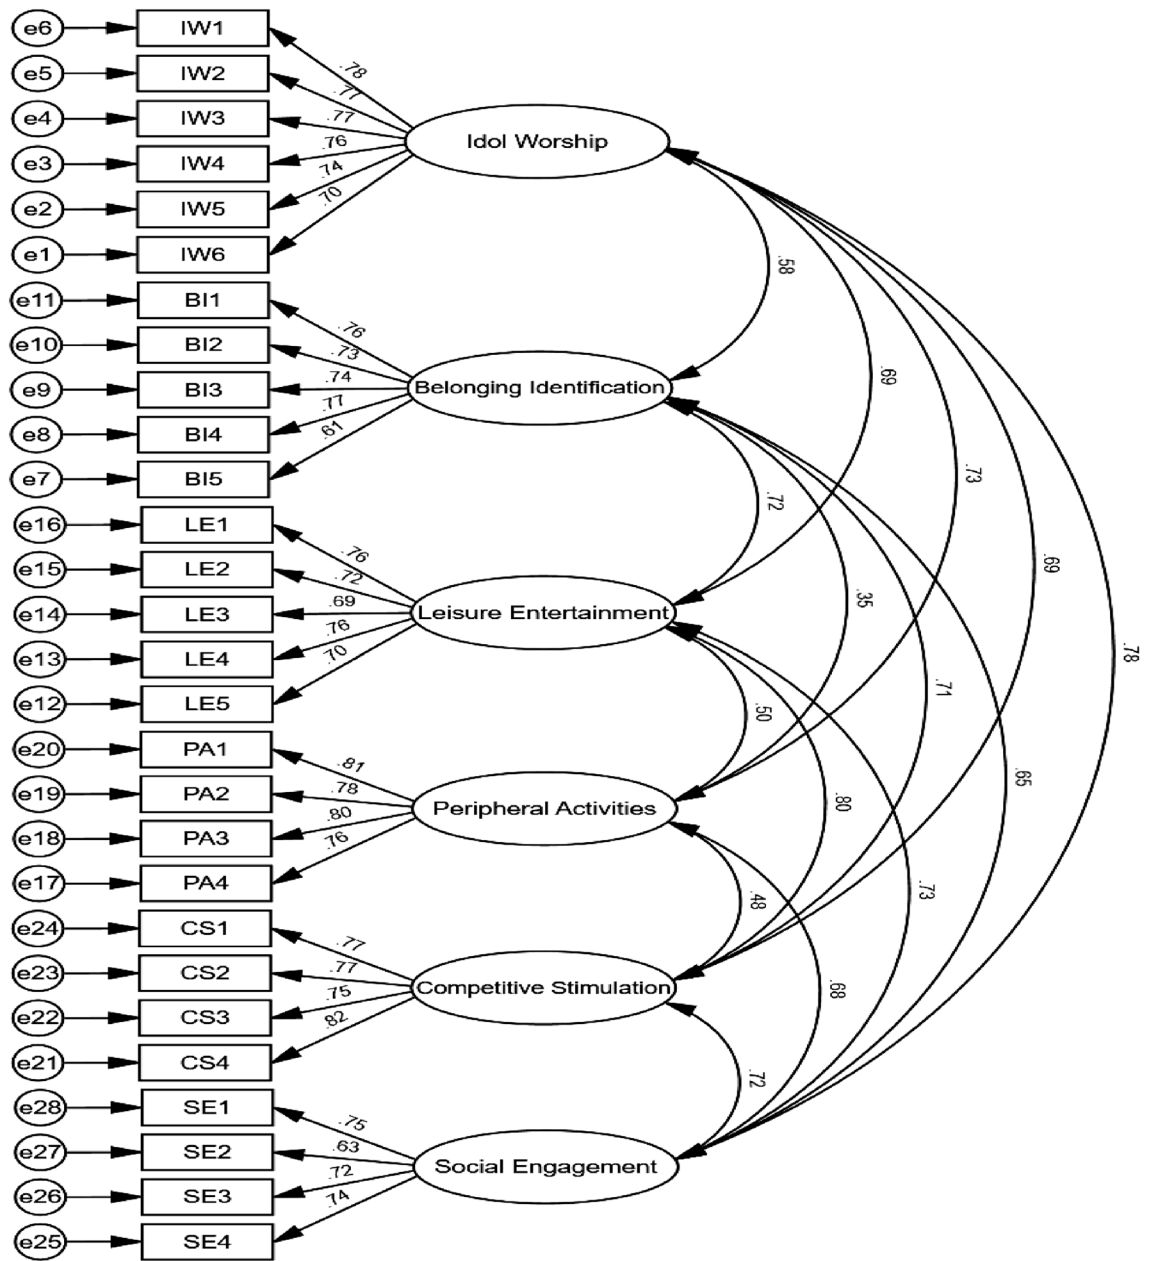 e6 IW1
.78
e5 IW2
.77
e4 IW3
.77
Idol Worship
.76
e3 IW4
.74
.70
e2 IW5
e1 IW6
.58
e11 BI1
.76
e10 BI2
.73
.74
.69
e9 BI3
Belonging Identification
.77
.61
e8 BI4
e7 BI5
.73
.72
e16 LE1
.76
e15 LE2
.72
.69
.69
.35
e14 LE3
Leisure Entertainment
.76
.70
e13 LE4
.78
e12 LE5
.71
.50
e20 PA1
.81
e19 PA2
.78
.65
.80
.80
Peripheral Activities
e18 PA3
.76
e17 PA4
.73
.48
e24 CS1
.77
e23 CS2
.77
Competitive Stimulation
.75
.68
e22 CS3
.82
e21 CS4
.72
e28 SE1
.75
e27 SE2
.63
Social Engagement
.72
e26 SE3
.74
e25 SE4